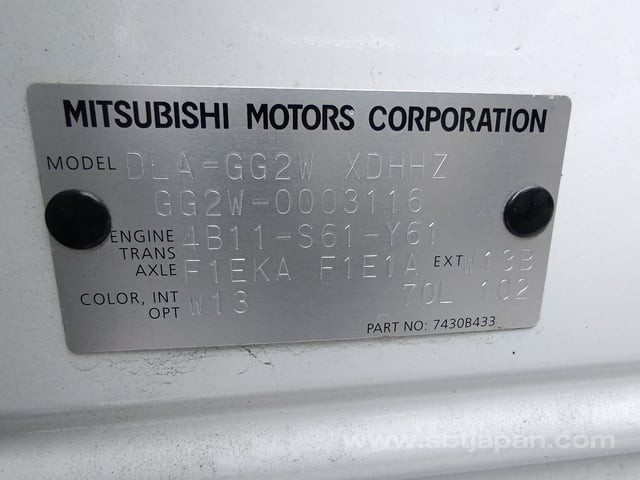 MITSUBISHI MOTORS CORPORATION
MODEL DLA-GG2W XDHHZ
GG2W-0003116
ENGINE 4B11-S61-Y61
TRANS
AXLE F1EKA F1E1A EXT W13B
COLOR, INT W13 70L 102
OPT
PART NO: 7430B433
www.sbtjapan.com